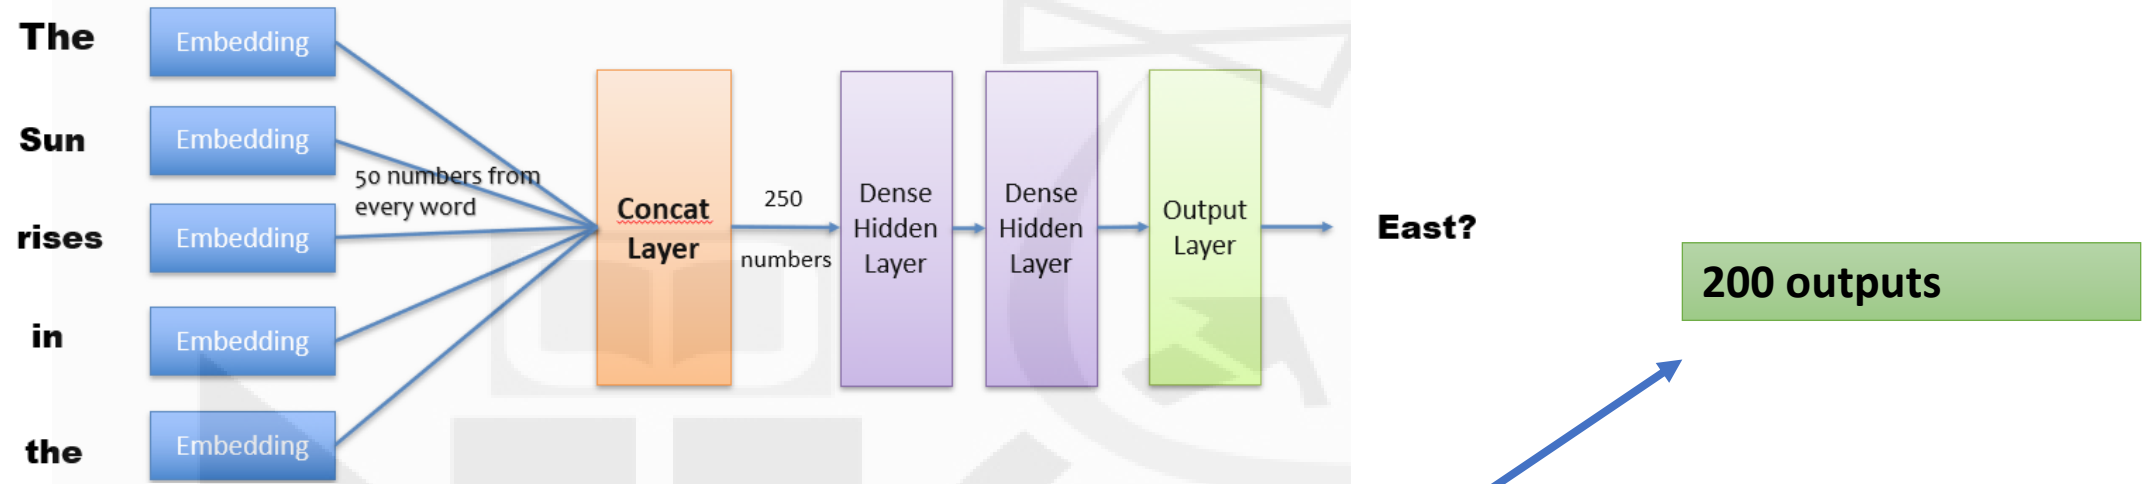 The
Embedding
Sun
Embedding
50 numbers from
every word
rises
Embedding
in
Embedding
the
Embedding
Concat
Layer
250
numbers
Dense
Hidden
Layer
Dense
Hidden
Layer
Output
Layer
East?
200 outputs